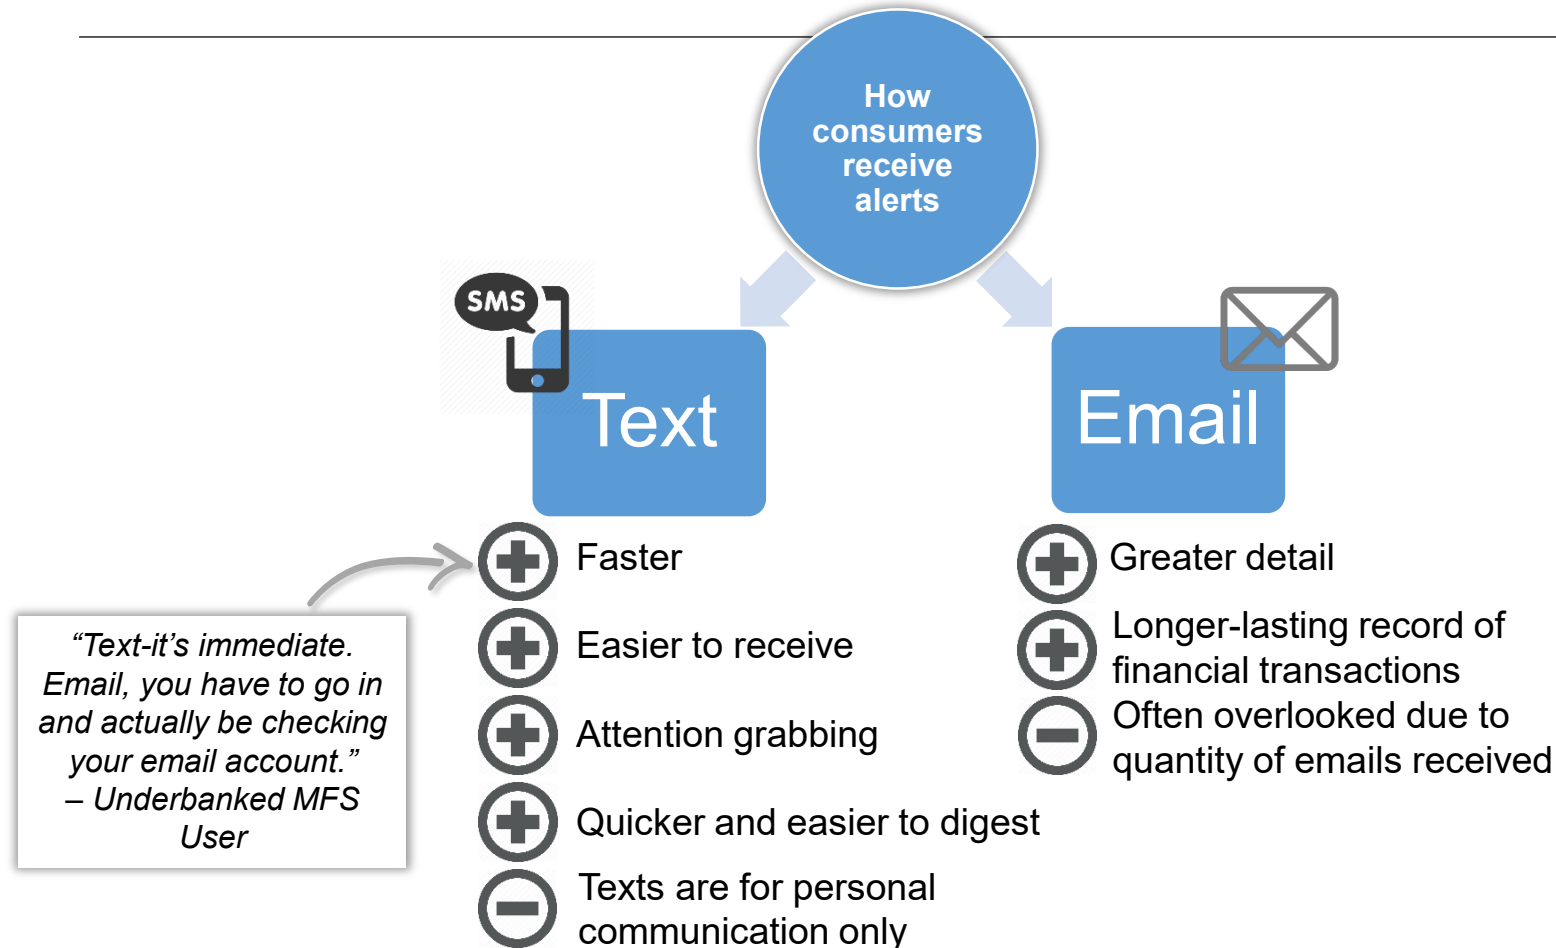 How
consumers
receive
alerts
SMS
Text
Email
Faster
Easier to receive
Attention grabbing
Quicker and easier to digest
Texts are for personal
communication only
Greater detail
Longer-lasting record of
financial transactions
Often overlooked due to
quantity of emails received
“Text-it’s immediate.
Email, you have to go in
and actually be checking
your email account.”
– Underbanked MFS
User